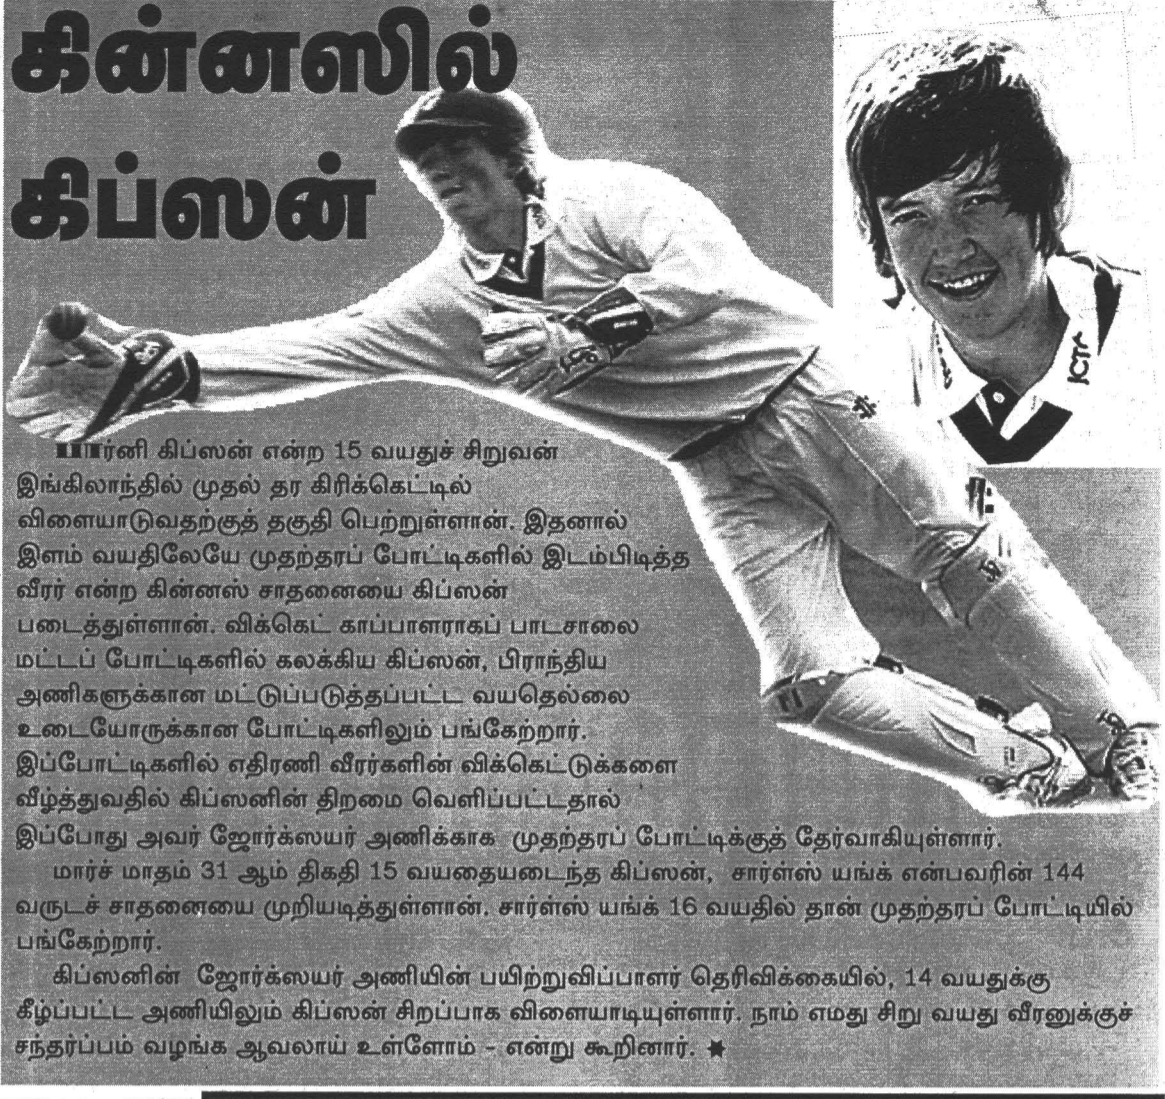 கின்னஸில்
கிப்ஸன்
பார்னி கிப்ஸன் என்ற 15 வயதுச் சிறுவன்
இங்கிலாந்தில் முதல் தர கிரிக்கெட்டில்
விளையாடுவதற்குத் தகுதி பெற்றுள்ளான். இதனால்
இளம் வயதிலேயே முதற்தரப் போட்டிகளில் இடம்பிடித்த
வீரர் என்ற கின்னஸ் சாதனையை கிப்ஸன்
படைத்துள்ளான். விக்கெட் காப்பாளராகப் பாடசாலை
மட்டப் போட்டிகளில் கலக்கிய கிப்ஸன், பிராந்திய
அணிகளுக்கான மட்டுப்படுத்தப்பட்ட வயதெல்லை
உடையோருக்கான போட்டிகளிலும் பங்கேற்றார்.
இப்போட்டிகளில் எதிரணி வீரர்களின் விக்கெட்டுக்களை
வீழ்த்துவதில் கிப்ஸனின் திறமை வெளிப்பட்டதால்
இப்போது அவர் ஜோர்க்ஸயர் அணிக்காக முதற்தரப் போட்டிக்குத் தேர்வாகியுள்ளார்.
மார்ச் மாதம் 31 ஆம் திகதி 15 வயதையடைந்த கிப்ஸன், சார்ள்ஸ் யங்க் என்பவரின் 144
வருடச் சாதனையை முறியடித்துள்ளான். சார்ள்ஸ் யங்க் 16 வயதில் தான் முதற்தரப் போட்டியில்
பங்கேற்றார்.
கிப்ஸனின் ஜோர்க்ஸயர் அணியின் பயிற்றுவிப்பாளர் தெரிவிக்கையில், 14 வயதுக்கு
கீழ்ப்பட்ட அணியிலும் கிப்ஸன் சிறப்பாக விளையாடியுள்ளார். நாம் எமது சிறு வயது வீரனுக்குச்
சந்தர்ப்பம் வழங்க ஆவலாய் உள்ளோம் - என்று கூறினார். ★
ICTA